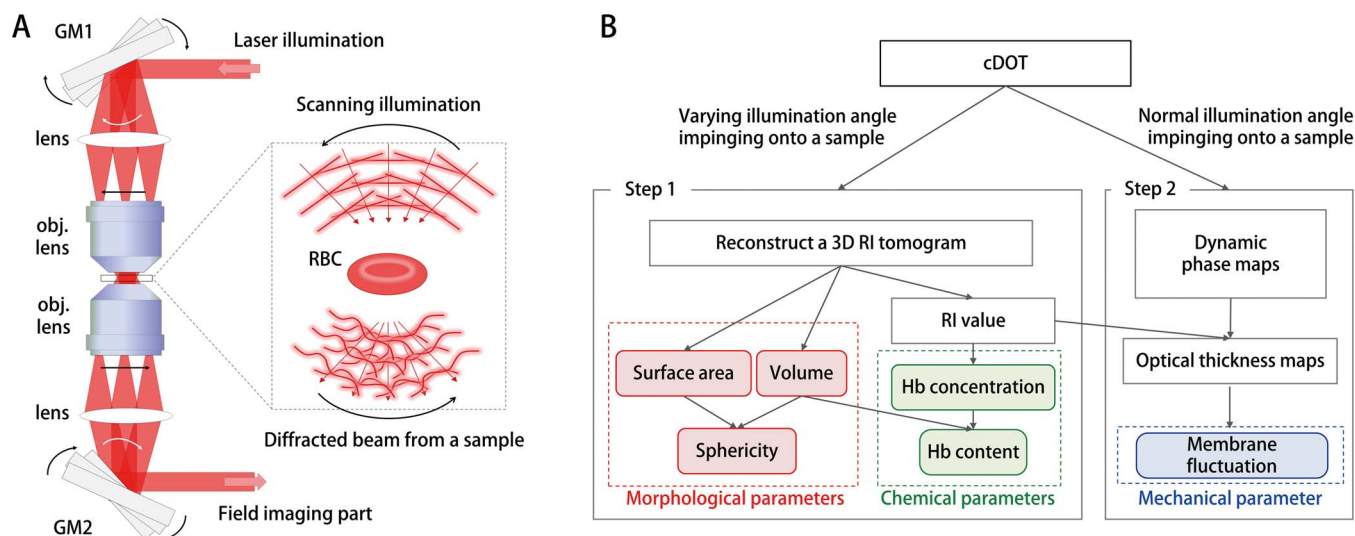 A
GM1
Laser illumination
Scanning illumination
lens
obj.
lens
RBC
obj.
lens
lens
Diffracted beam from a sample
Field imaging part
GM2
B
cDOT
Varying illumination angle
impinging onto a sample
Normal illumination angle
impinging onto a sample
Step 1
Reconstruct a 3D RI tomogram
RI value
Surface area
Volume
Hb concentration
Sphericity
Hb content
Morphological parameters
Chemical parameters
Step 2
Dynamic
phase maps
Optical thickness maps
Membrane
fluctuation
Mechanical parameter